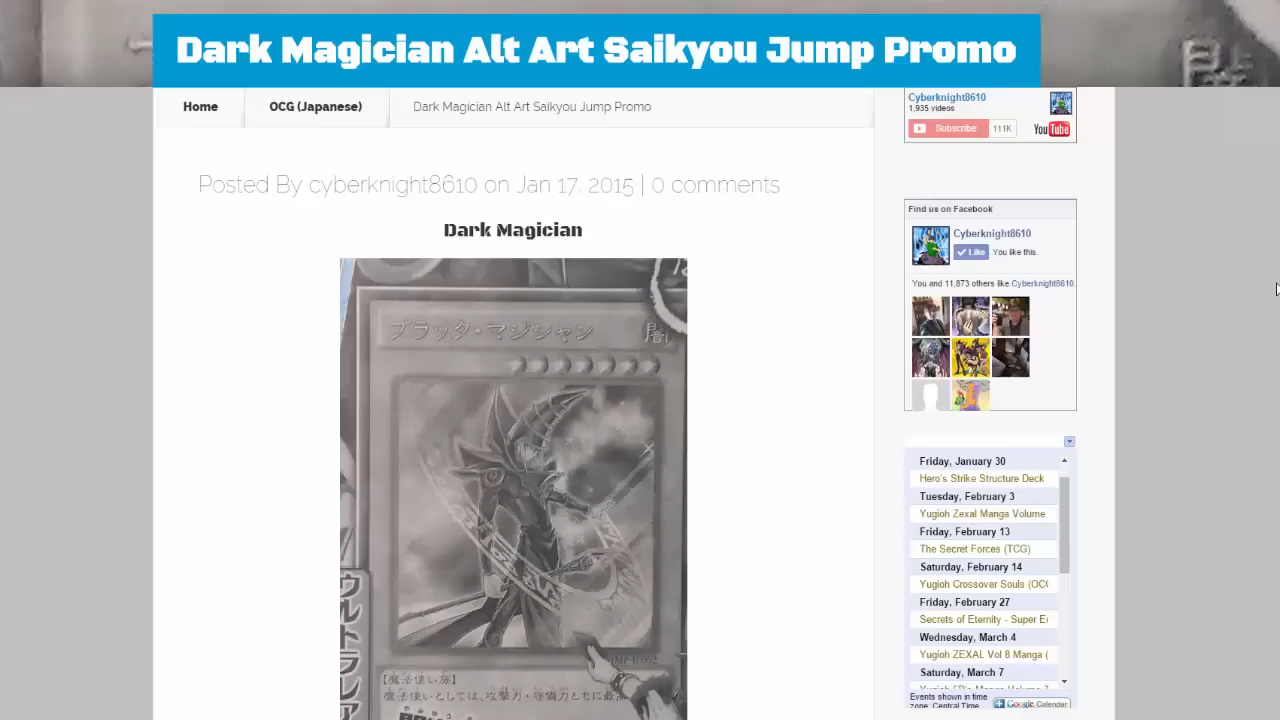 Dark Magician Alt Art Saikyou Jump Promo
Home
OCG (Japanese)
Dark Magician Alt Art Saikyou Jump Promo
Posted By cyberknight8610 on Jan 17, 2015 | 0 comments
Dark Magician
ブラック・マジシャン
闇
【魔法使い族】
魔法使いとしては、攻撃力・守備力ともに最
ウルトラ
Cyberknight8610
1,935 videos
Subscribe
111K
YouTube
Find us on Facebook
Cyberknight8610
Like
You like this.
You and 11,873 others like Cyberknight8610.
Friday, January 30
Hero's Strike Structure Deck
Tuesday, February 3
Yugioh Zexal Manga Volume
Friday, February 13
The Secret Forces (TCG)
Saturday, February 14
Yugioh Crossover Souls (OC
Friday, February 27
Secrets of Eternity - Super E
Wednesday, March 4
Yugioh ZEXAL Vol 8 Manga (
Saturday, March 7
Events shown in time
zone: Central Time
Google Calendar